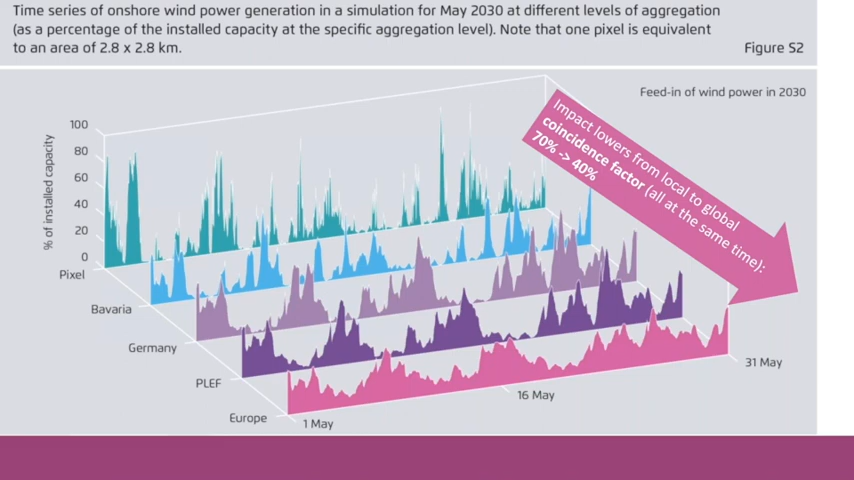 Time series of onshore wind power generation in a simulation for May 2030 at different levels of aggregation
(as a percentage of the installed capacity at the specific aggregation level). Note that one pixel is equivalent
to an area of 2.8 x 2.8 km.
Figure S2
Feed-in of wind power in 2030
Impact lowers from local to global
coincidence factor (all at the same time):
70% -> 40%
% of installed capacity
100
80
60
40
20
0
Pixel
Bavaria
Germany
PLEF
Europe
1 May
16 May
31 May